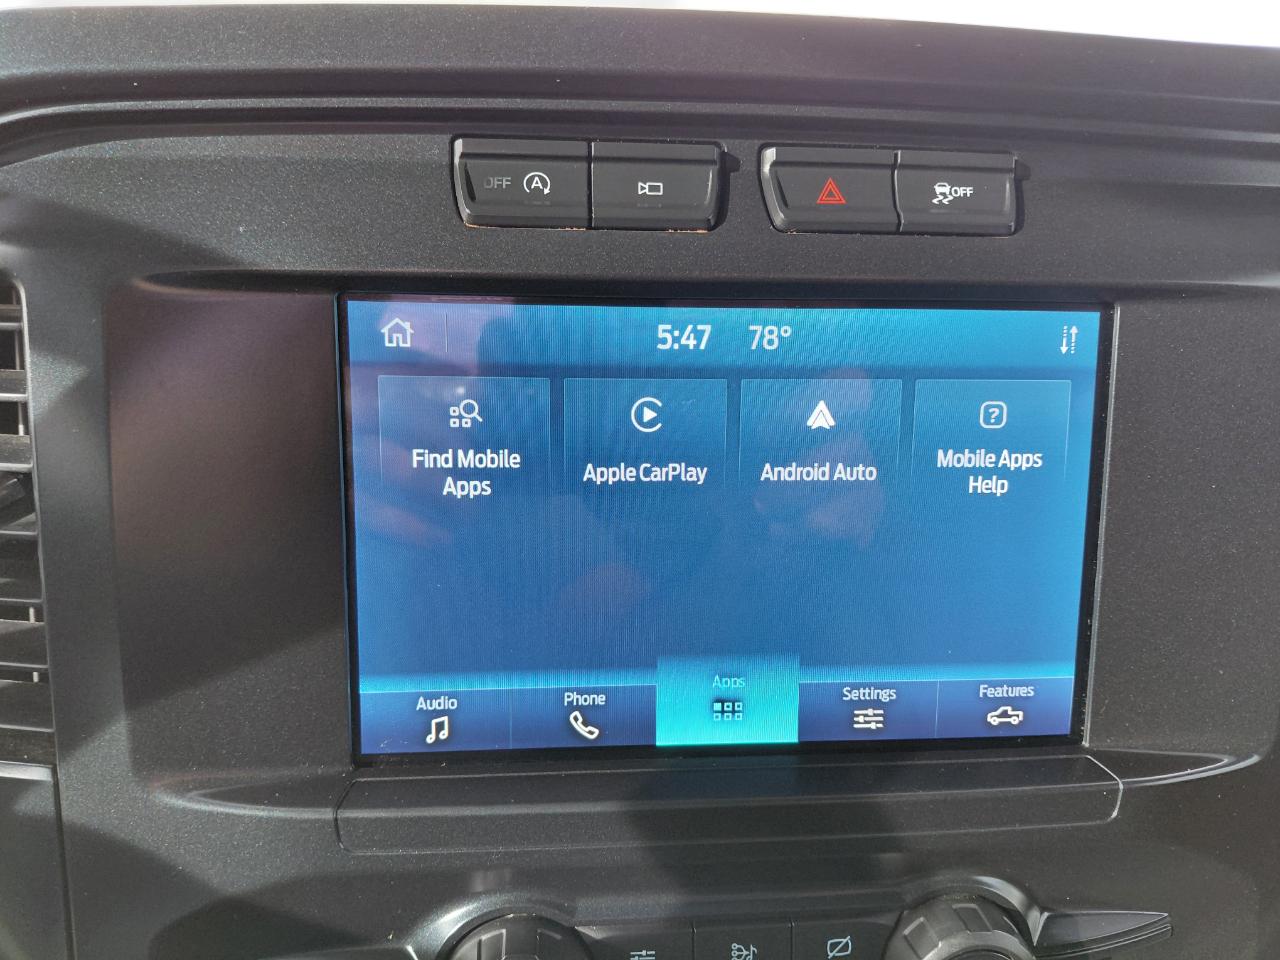 OFF A
OFF
5:47 78°
Find Mobile
Apps
Apple CarPlay
Android Auto
Mobile Apps
Help
Audio
Phone
Apps
Settings
Features